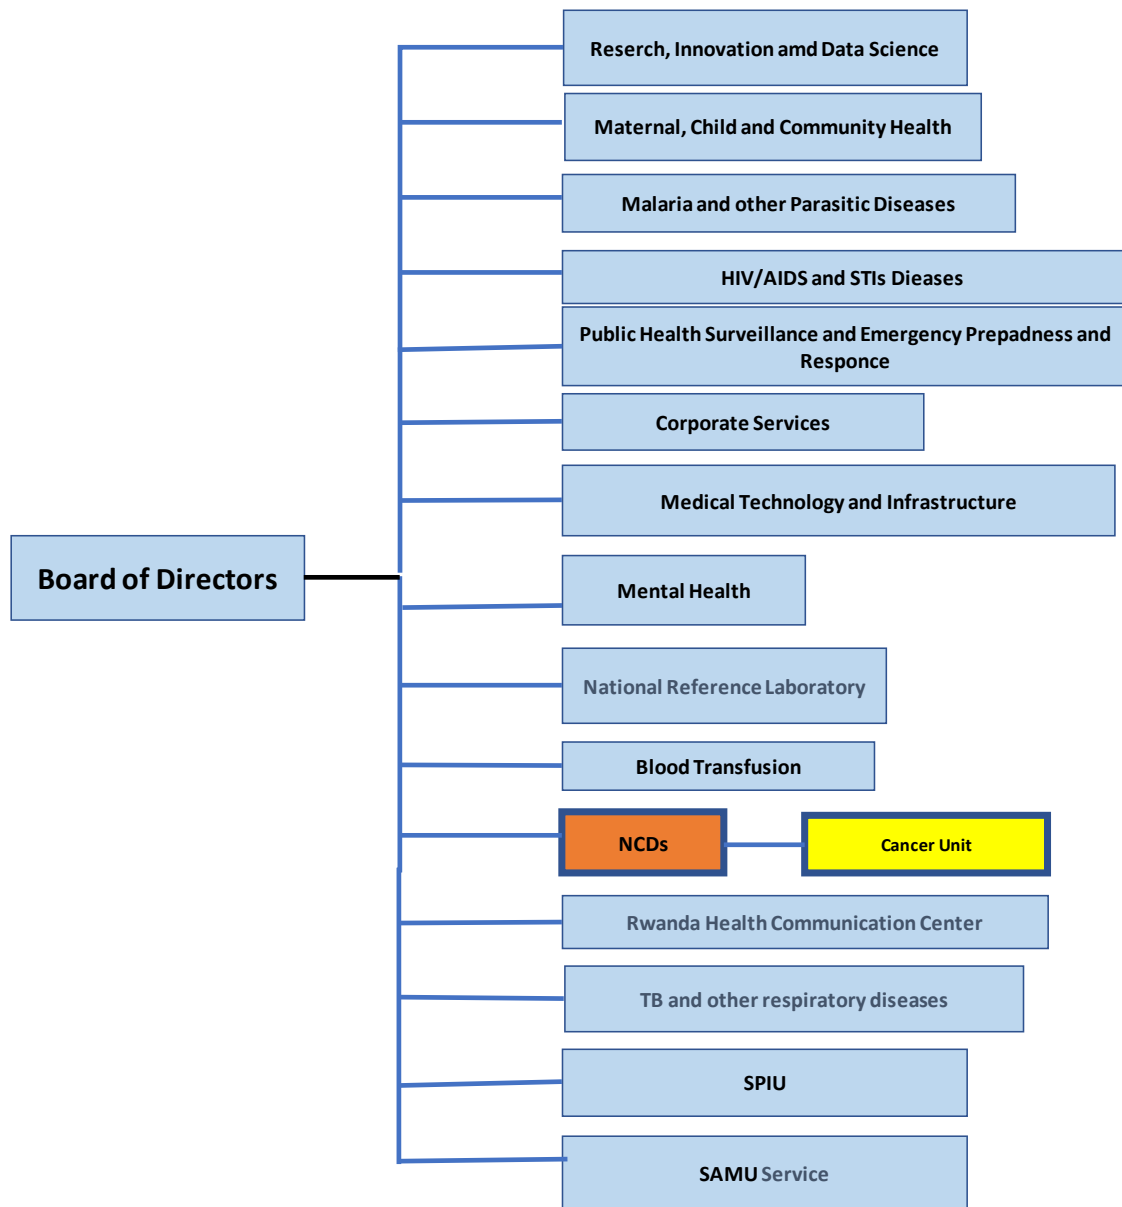 Reserch, Innovation amd Data Science
Maternal, Child and Community Health
Malaria and other Parasitic Diseases
HIV/AIDS and STIs Dieases
Public Health Surveillance and Emergency Prepadness and
Responce
Corporate Services
Medical Technology and Infrastructure
Board of Directors
Mental Health
National Reference Laboratory
Blood Transfusion
NCDs
Cancer Unit
Rwanda Health Communication Center
TB and other respiratory diseases
SPIU
SAMU Service